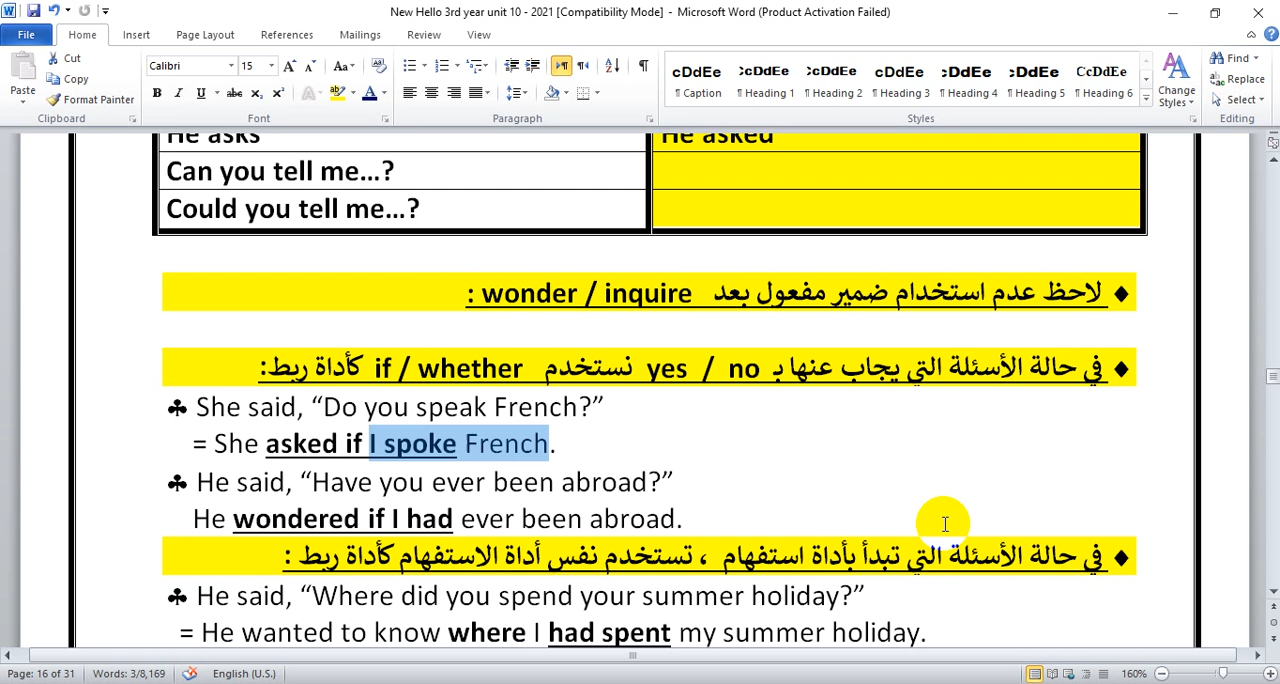 New Hello 3rd year unit 10 - 2021 [Compatibility Mode] - Microsoft Word (Product Activation Failed)
File Home Insert Page Layout References Mailings Review View
Paste Cut Copy Format Painter
Calibri 15
B I U abc X₂ X² A ab A Aa
¶ Caption ¶ Heading 1 ¶ Heading 2 ¶ Heading 3 ¶ Heading 4 ¶ Heading 5 ¶ Heading 6
Change Styles
Find Replace Select
Clipboard Font Paragraph Styles Editing
He asks He asked
Can you tell me…?
Could you tell me…?
♦ لاحظ عدم استخدام ضمير مفعول بعد wonder / inquire :
♦ في حالة الأسئلة التي يجاب عنها بـ yes / no نستخدم if / whether كأداة ربط:
♣ She said, “Do you speak French?”
= She asked if I spoke French.
♣ He said, “Have you ever been abroad?”
He wondered if I had ever been abroad.
♦ في حالة الأسئلة التي تبدأ بأداة استفهام ، تستخدم نفس أداة الاستفهام كأداة ربط :
♣ He said, “Where did you spend your summer holiday?”
= He wanted to know where I had spent my summer holiday.
Page: 16 of 31 Words: 3/8,169 English (U.S.) 160%